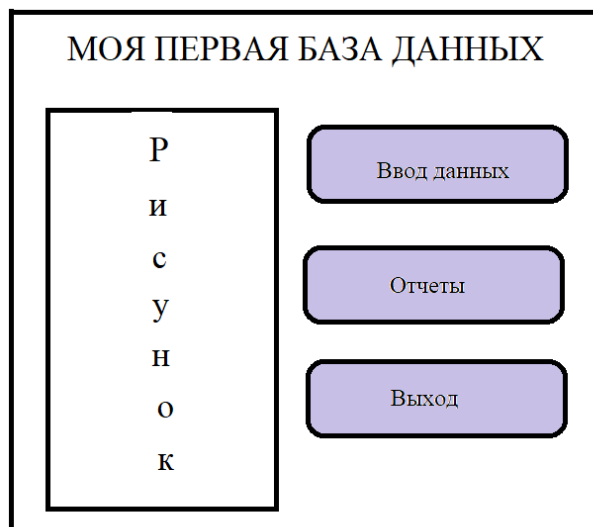 МОЯ ПЕРВАЯ БАЗА ДАННЫХ
Р
и
с
у
н
о
к
Ввод данных
Отчеты
Выход